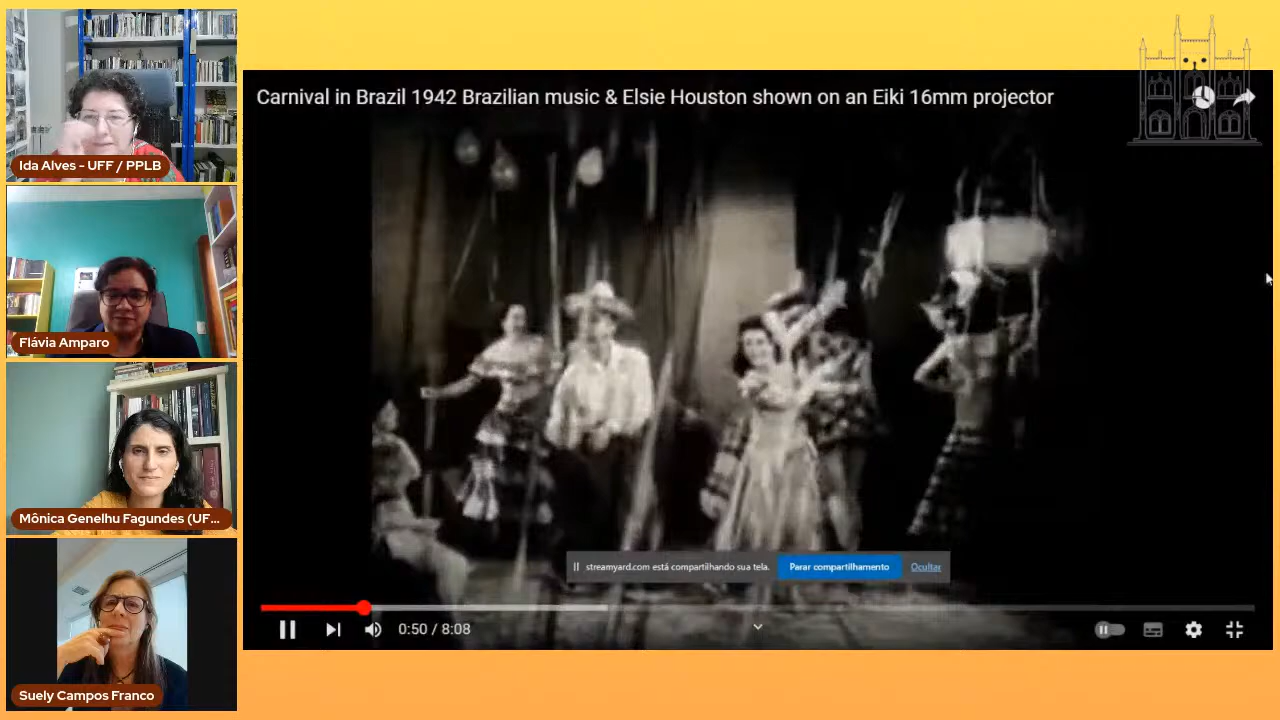 Ida Alves - UFF / PPLB
Flávia Amparo
Mônica Genelhu Fagundes (UF...
Suely Campos Franco
Carnival in Brazil 1942 Brazilian music & Elsie Houston shown on an Eiki 16mm projector
streamyard.com está compartilhando sua tela.
Parar compartilhamento
Ocultar
0:50 / 8:08